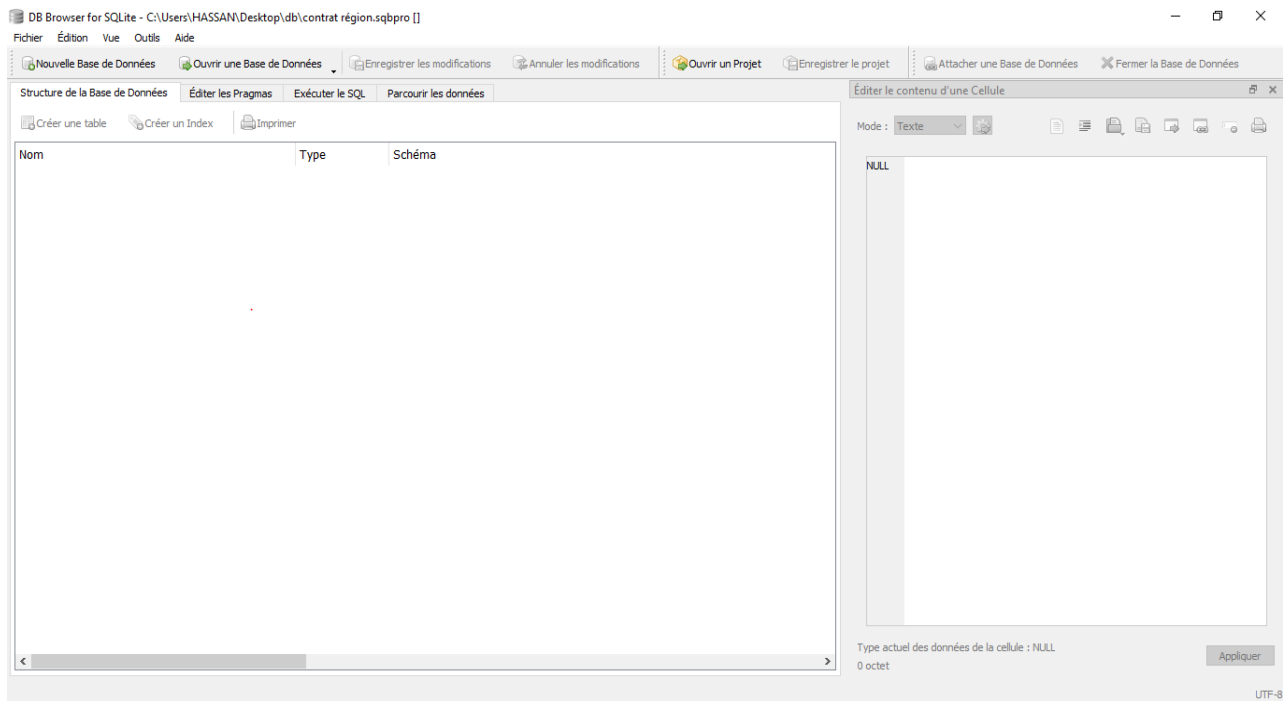 DB Browser for SQLite - C:\Users\HASSAN\Desktop\db\contrat région.sqbpro []
Fichier Édition Vue Outils Aide
Nouvelle Base de Données Ouvrir une Base de Données Enregistrer les modifications Annuler les modifications Ouvrir un Projet Enregistrer le projet Attacher une Base de Données Fermer la Base de Données
Structure de la Base de Données Éditer les Pragmas Exécuter le SQL Parcourir les données
Créer une table Créer un Index Imprimer
Nom Type Schéma
Éditer le contenu d'une Cellule
Mode : Texte
NULL
Type actuel des données de la cellule : NULL
0 octet
Appliquer
UTF-8